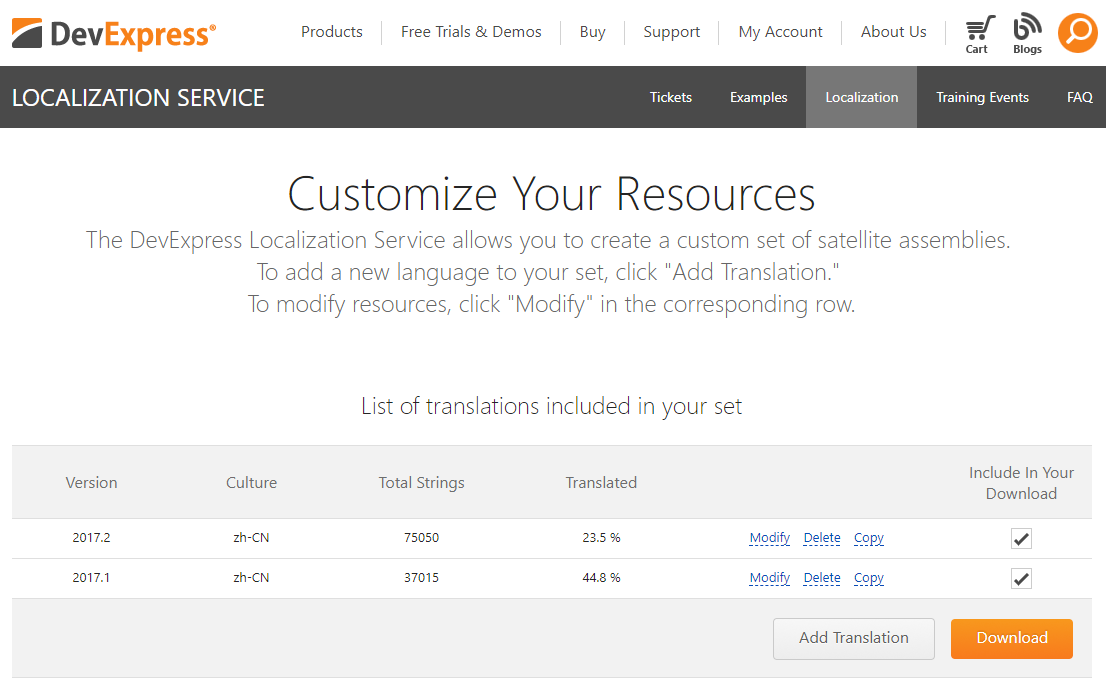 DevExpress®
Products
Free Trials & Demos
Buy
Support
My Account
About Us
Cart
Blogs
LOCALIZATION SERVICE
Tickets
Examples
Localization
Training Events
FAQ
Customize Your Resources
The DevExpress Localization Service allows you to create a custom set of satellite assemblies.
To add a new language to your set, click "Add Translation."
To modify resources, click "Modify" in the corresponding row.
List of translations included in your set
Version Culture Total Strings Translated Include In Your
Download
2017.2 zh-CN 75050 23.5 % Modify Delete Copy
2017.1 zh-CN 37015 44.8 % Modify Delete Copy
Add Translation Download